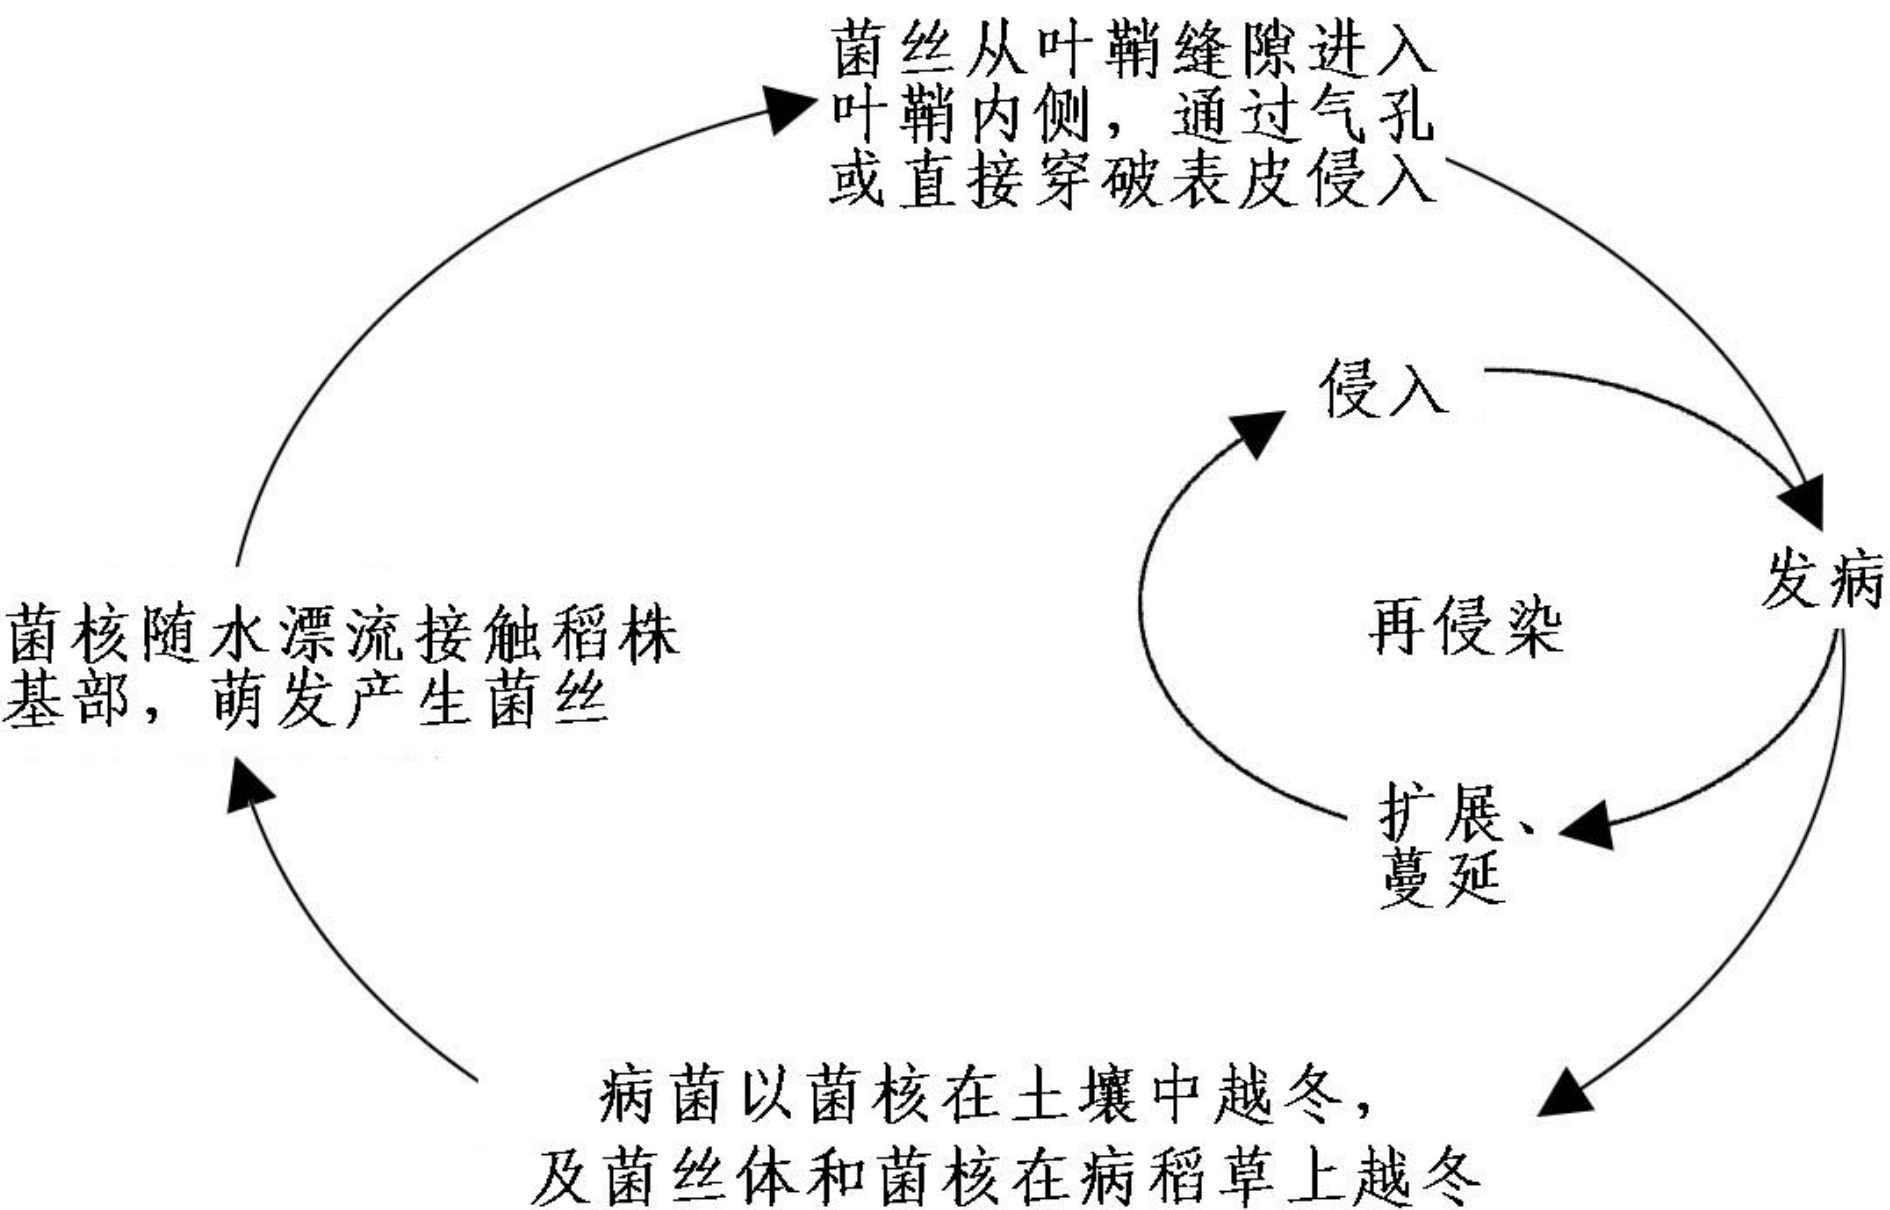 菌丝从叶鞘缝隙进入
叶鞘内侧，通过气孔
或直接穿破表皮侵入
侵入
发病
再侵染
菌核随水漂流接触稻株
基部，萌发产生菌丝
扩展、
蔓延
病菌以菌核在土壤中越冬，
及菌丝体和菌核在病稻草上越冬